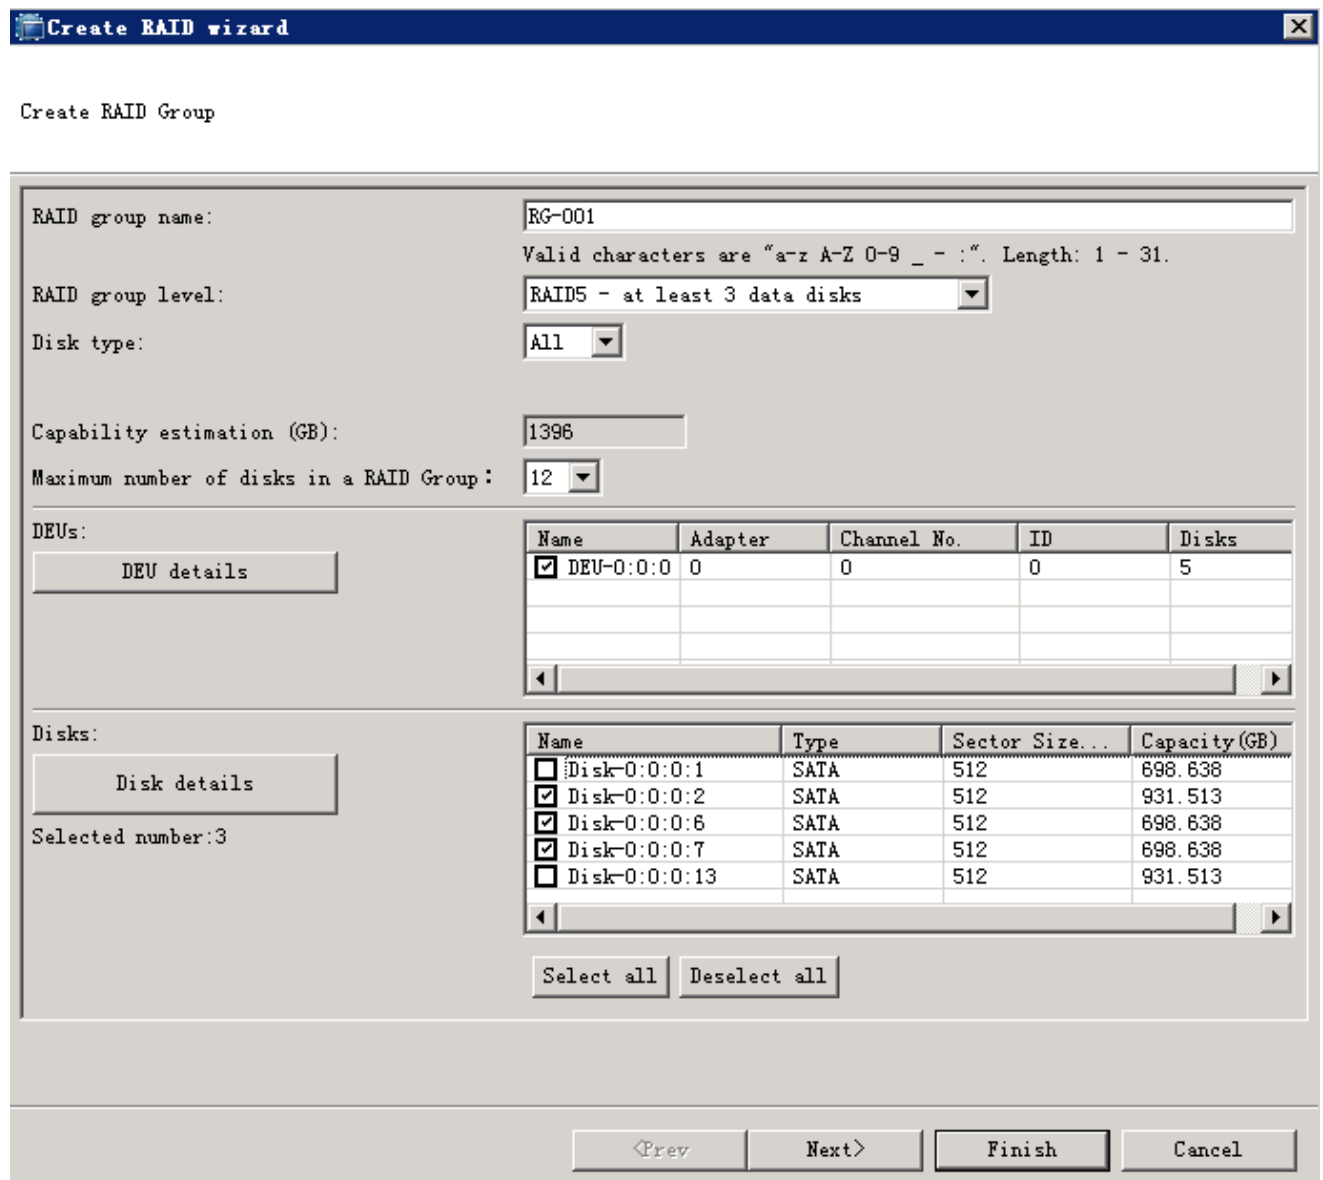 Create RAID wizard
Create RAID Group
RAID group name: RG-001
Valid characters are "a-z A-Z 0-9 _ - :". Length: 1 - 31.
RAID group level: RAID5 - at least 3 data disks
Disk type: All
Capability estimation (GB): 1396
Maximum number of disks in a RAID Group: 12
DEUs:
DEU details
Name Adapter Channel No. ID Disks
DEU-0:0:0 0 0 0 5
Disks:
Disk details
Selected number:3
Name Type Sector Size... Capacity(GB)
Disk-0:0:0:1 SATA 512 698.638
Disk-0:0:0:2 SATA 512 931.513
Disk-0:0:0:6 SATA 512 698.638
Disk-0:0:0:7 SATA 512 698.638
Disk-0:0:0:13 SATA 512 931.513
Select all Deselect all
<Prev Next> Finish Cancel